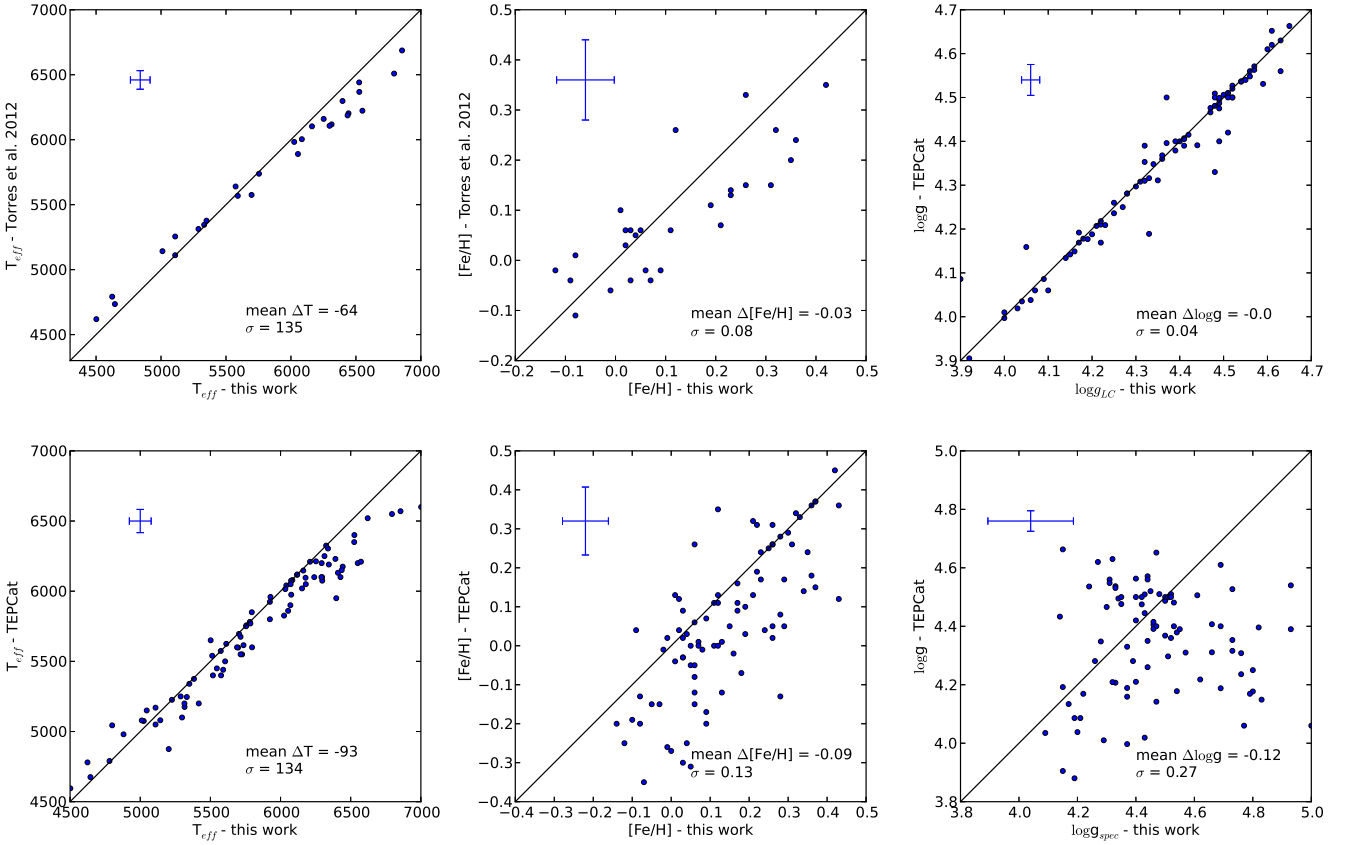 7000
6500
6000
5500
5000
4500
T_eff - Torres et al. 2012
4500 5000 5500 6000 6500 7000
T_eff - this work
mean ΔT = -64
σ = 135
0.5
0.4
0.3
0.2
0.1
0.0
−0.1
−0.2
[Fe/H] - Torres et al. 2012
−0.2 −0.1 0.0 0.1 0.2 0.3 0.4 0.5
[Fe/H] - this work
mean Δ[Fe/H] = -0.03
σ = 0.08
4.7
4.6
4.5
4.4
4.3
4.2
4.1
4.0
3.9
logg - TEPCat
3.9 4.0 4.1 4.2 4.3 4.4 4.5 4.6 4.7
logg_LC - this work
mean Δlogg = -0.0
σ = 0.04
7000
6500
6000
5500
5000
4500
T_eff - TEPCat
4500 5000 5500 6000 6500 7000
T_eff - this work
mean ΔT = -93
σ = 134
0.5
0.4
0.3
0.2
0.1
0.0
−0.1
−0.2
−0.3
−0.4
[Fe/H] - TEPCat
−0.4 −0.3 −0.2 −0.1 0.0 0.1 0.2 0.3 0.4 0.5
[Fe/H] - this work
mean Δ[Fe/H] = -0.09
σ = 0.13
5.0
4.8
4.6
4.4
4.2
4.0
3.8
logg - TEPCat
3.8 4.0 4.2 4.4 4.6 4.8 5.0
logg_spec - this work
mean Δlogg = -0.12
σ = 0.27